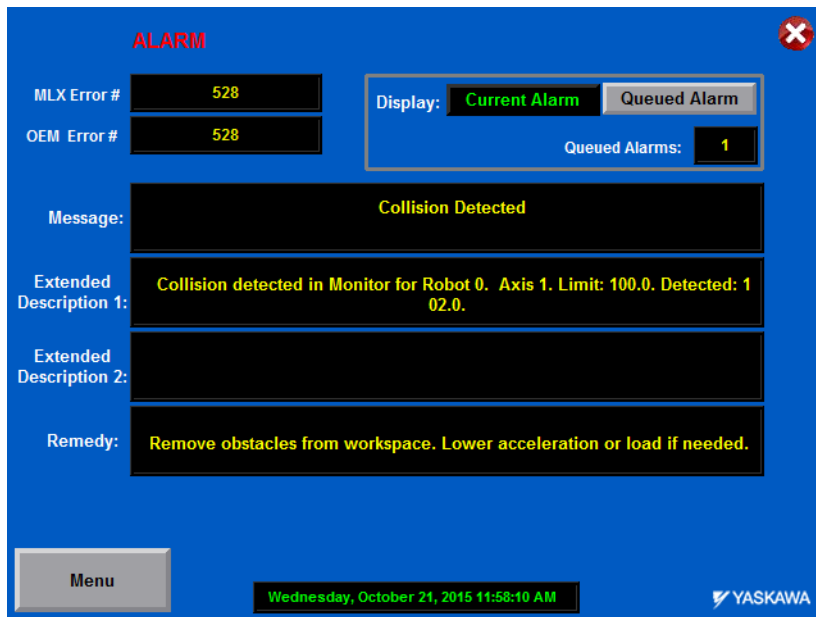 ALARM
MLX Error # 528
OEM Error # 528
Display: Current Alarm Queued Alarm
Queued Alarms: 1
Message: Collision Detected
Extended Description 1: Collision detected in Monitor for Robot 0. Axis 1. Limit: 100.0. Detected: 1
02.0.
Extended
Description 2:
Remedy: Remove obstacles from workspace. Lower acceleration or load if needed.
Menu
Wednesday, October 21, 2015 11:58:10 AM
YASKAWA